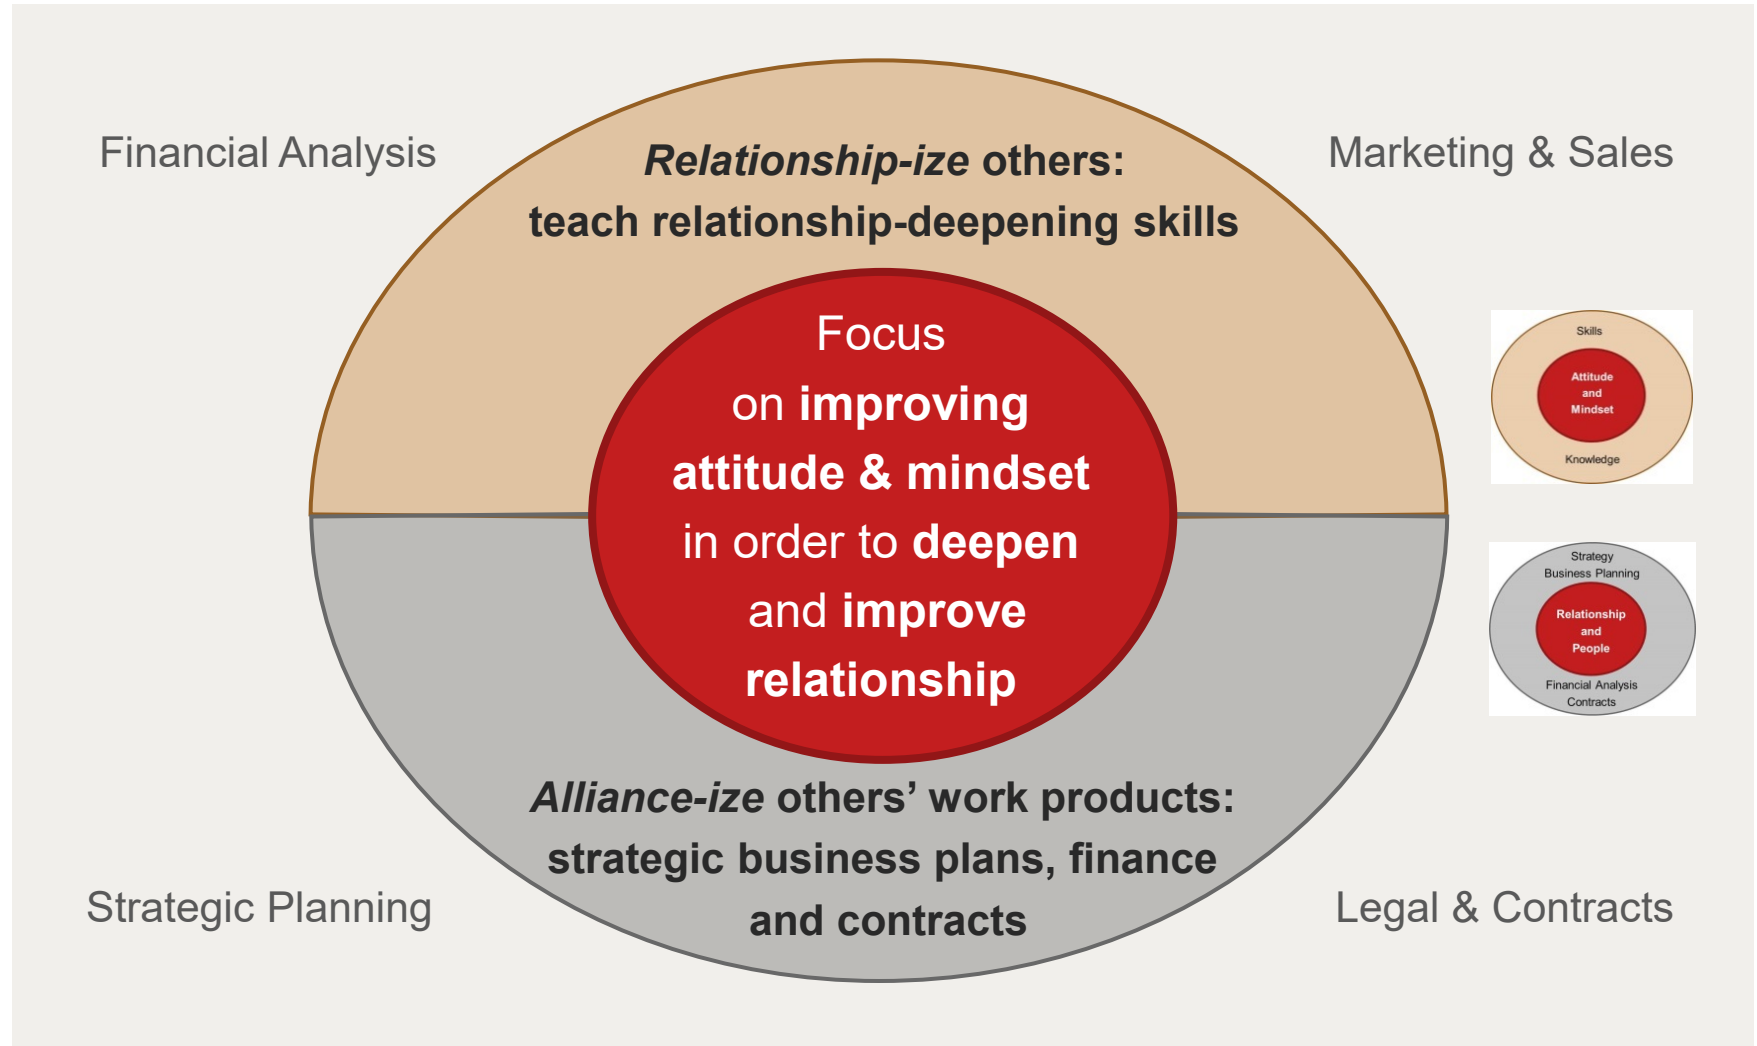 Financial Analysis
Marketing & Sales
Relationship-ize others:
teach relationship-deepening skills
Focus
on improving
attitude & mindset
in order to deepen
and improve
relationship
Alliance-ize others’ work products:
strategic business plans, finance
and contracts
Strategic Planning
Legal & Contracts
Skills
Attitude
and
Mindset
Knowledge
Strategy
Business Planning
Relationship
and
People
Financial Analysis
Contracts